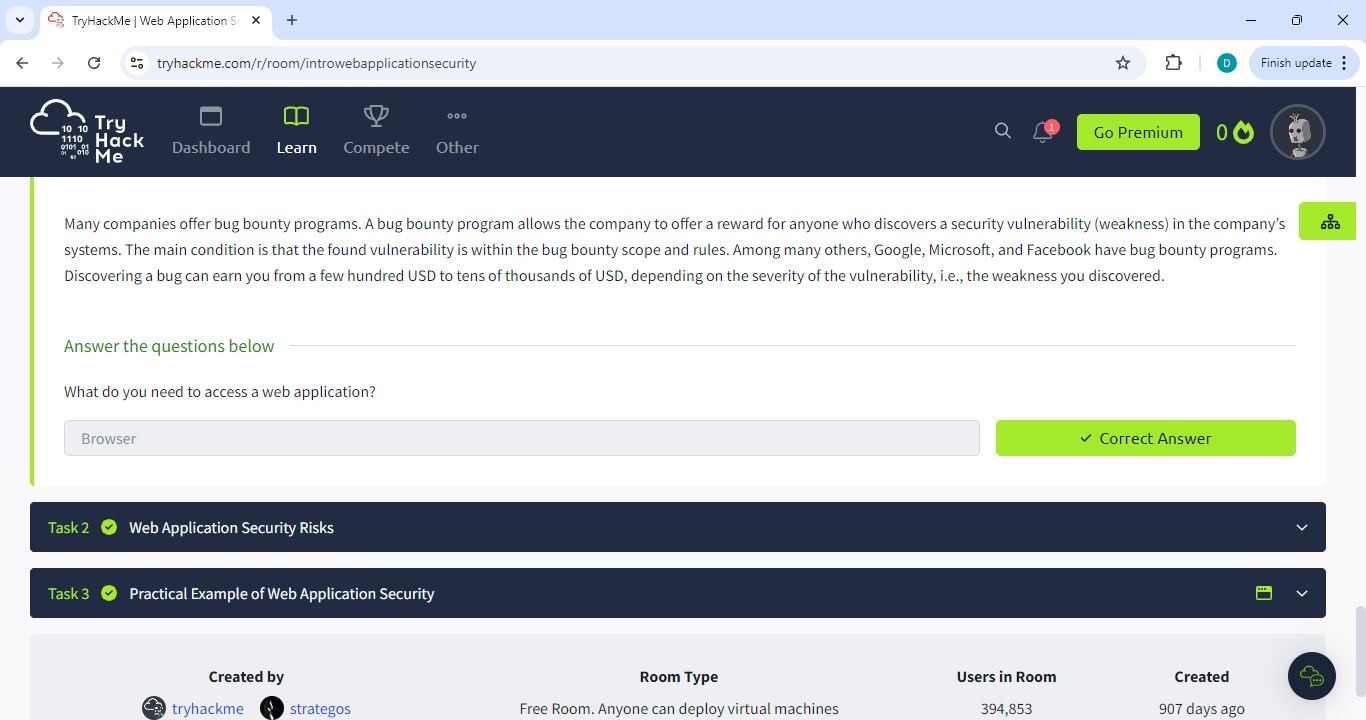 TryHackMe | Web Application S
Finish update
tryhackme.com/r/room/introwebapplicationsecurity
D
10 10
1110
0101 01
01
Try
Hack
Me
Dashboard
Learn
Compete
Other
1
Go Premium
0
Many companies offer bug bounty programs. A bug bounty program allows the company to offer a reward for anyone who discovers a security vulnerability (weakness) in the company’s
systems. The main condition is that the found vulnerability is within the bug bounty scope and rules. Among many others, Google, Microsoft, and Facebook have bug bounty programs.
Discovering a bug can earn you from a few hundred USD to tens of thousands of USD, depending on the severity of the vulnerability, i.e., the weakness you discovered.
Answer the questions below
What do you need to access a web application?
Browser
Correct Answer
Task 2 Web Application Security Risks
Task 3 Practical Example of Web Application Security
Created by
tryhackme strategos
Room Type
Free Room. Anyone can deploy virtual machines
Users in Room
394,853
Created
907 days ago